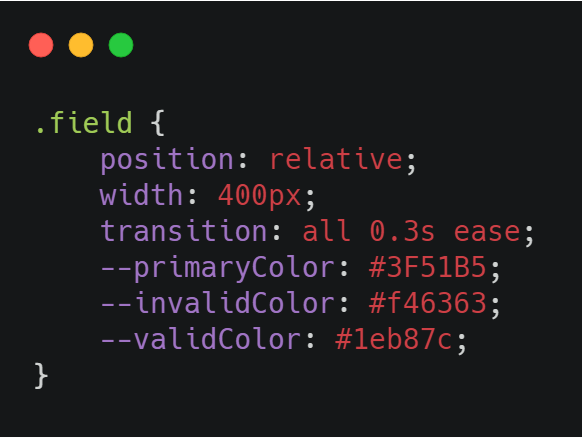 .field {
    position: relative;
    width: 400px;
    transition: all 0.3s ease;
    --primaryColor: #3F51B5;
    --invalidColor: #f46363;
    --validColor: #1eb87c;
}